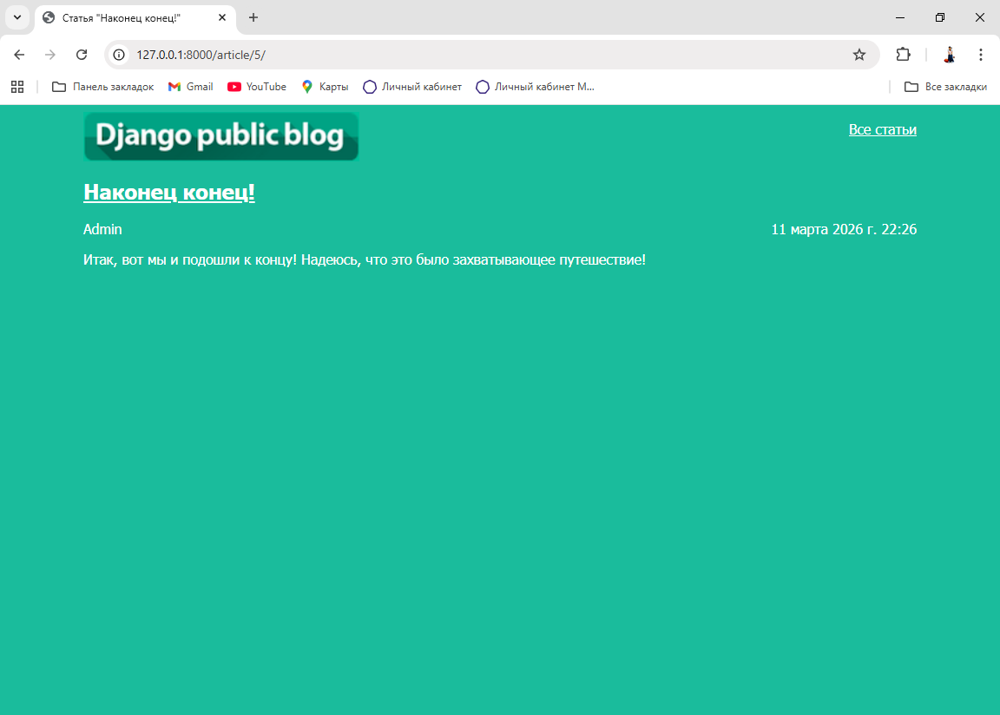 Статья "Наконец конец!"
127.0.0.1:8000/article/5/
Панель закладок Gmail YouTube Карты Личный кабинет Личный кабинет М... Все закладки
Django public blog
Все статьи
Наконец конец!
Admin 11 марта 2026 г. 22:26
Итак, вот мы и подошли к концу! Надеюсь, что это было захватывающее путешествие!